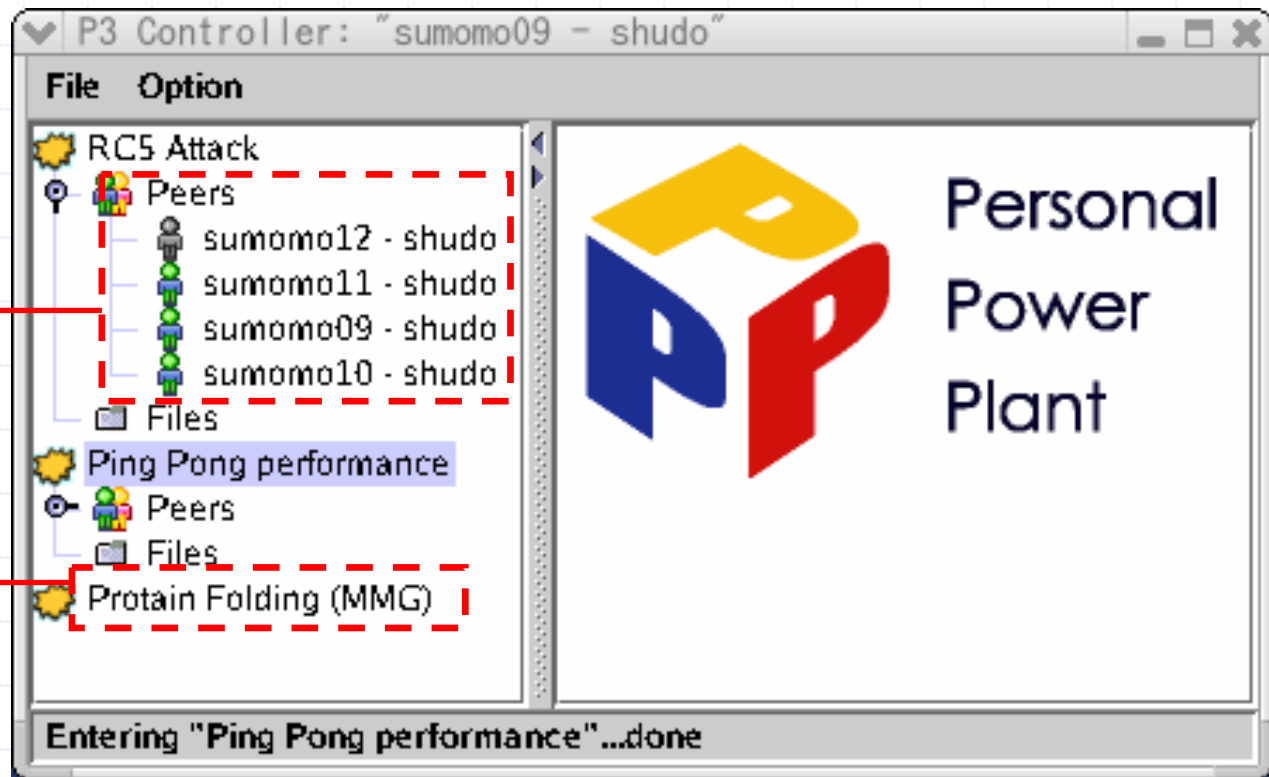 P3 Controller: "sumomo09 - shudo"
File Option
RC5 Attack
Peers
sumomo12 - shudo
sumomo11 - shudo
sumomo09 - shudo
sumomo10 - shudo
Files
Ping Pong performance
Peers
Files
Protain Folding (MMG)
P
P
P
Personal
Power
Plant
Entering "Ping Pong performance"...done